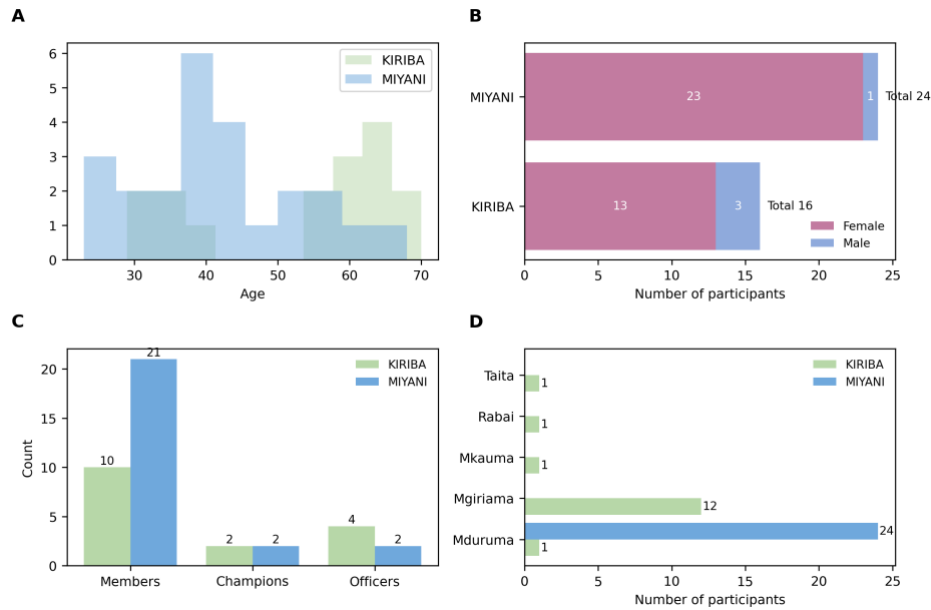 A
6
5
4
3
2
1
0
30
40
50
60
70
Age
KIRIBA
MIYANI
B
MIYANI
KIRIBA
23
1
Total 24
13
3
Total 16
Female
Male
0
5
10
15
20
25
Number of participants
C
20
15
10
5
0
Count
10
21
2
2
4
2
Members
Champions
Officers
KIRIBA
MIYANI
D
KIRIBA
MIYANI
Taita
1
Rabai
1
Mkauma
1
Mgiriama
12
24
Mduruma
1
0
5
10
15
20
25
Number of participants